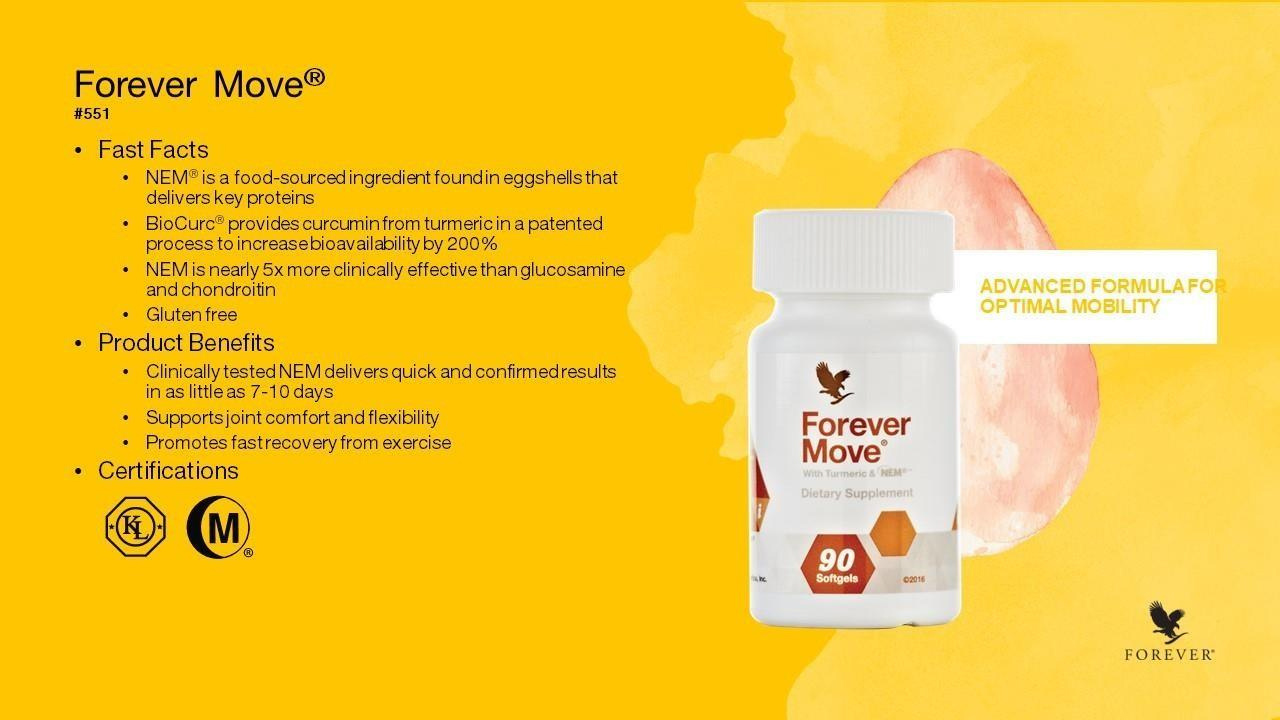 Forever Move®
#551
• Fast Facts
• NEM® is a food-sourced ingredient found in eggshells that
delivers key proteins
• BioCurc® provides curcumin from turmeric in a patented
process to increase bioavailability by 200%
• NEM is nearly 5x more clinically effective than glucosamine
and chondroitin
• Gluten free
• Product Benefits
• Clinically tested NEM delivers quick and confirmed results
in as little as 7-10 days
• Supports joint comfort and flexibility
• Promotes fast recovery from exercise
• Certifications
KL
M®
ADVANCED FORMULA FOR
OPTIMAL MOBILITY
Forever
Move®
With Turmeric & NEM®
Dietary Supplement
90
Softgels
Inc.
©2016
FOREVER®